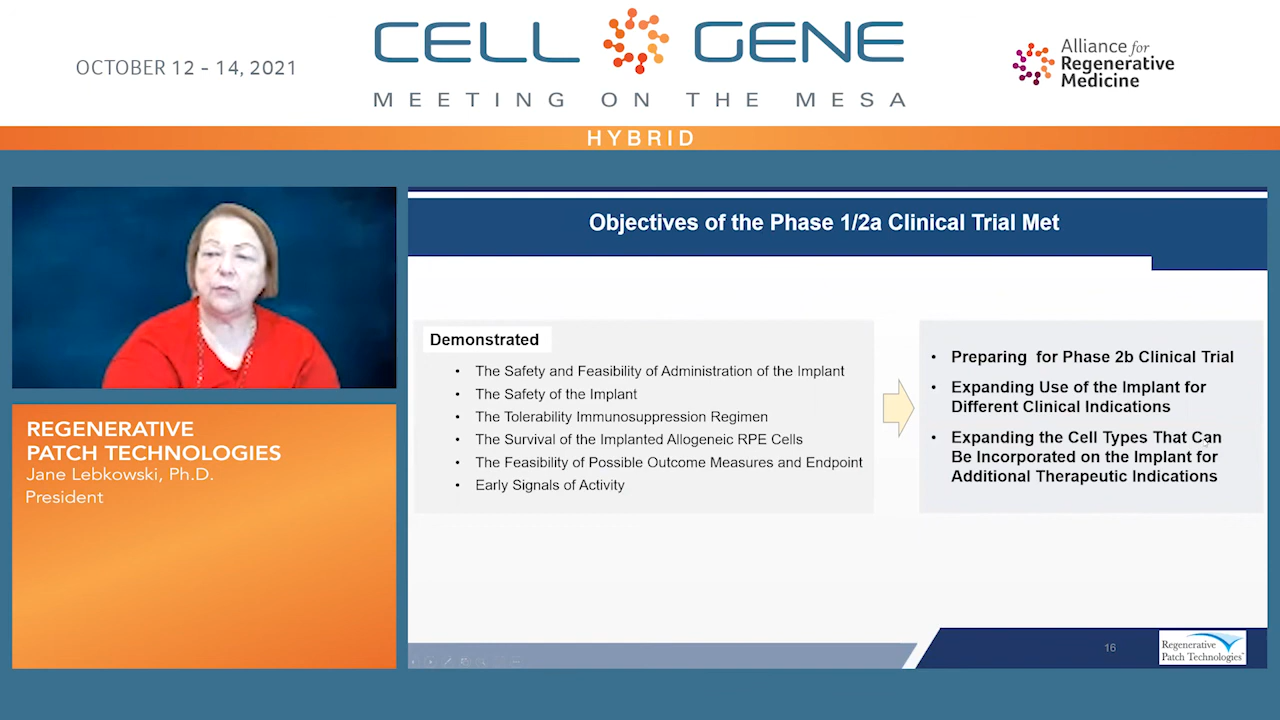 OCTOBER 12 - 14, 2021
CELL GENE
MEETING ON THE MESA
Alliance for
Regenerative
Medicine
HYBRID
REGENERATIVE
PATCH TECHNOLOGIES
Jane Lebkowski, Ph.D.
President
Objectives of the Phase 1/2a Clinical Trial Met
Demonstrated
• The Safety and Feasibility of Administration of the Implant
• The Safety of the Implant
• The Tolerability Immunosuppression Regimen
• The Survival of the Implanted Allogeneic RPE Cells
• The Feasibility of Possible Outcome Measures and Endpoint
• Early Signals of Activity
• Preparing for Phase 2b Clinical Trial
• Expanding Use of the Implant for
Different Clinical Indications
• Expanding the Cell Types That Can
Be Incorporated on the Implant for
Additional Therapeutic Indications
16
Regenerative
Patch Technologies™